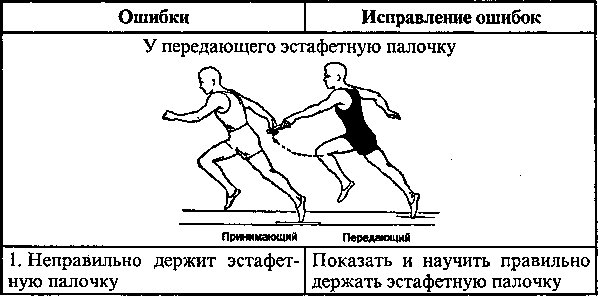 Ошибки Исправление ошибок
У передающего эстафетную палочку
Принимающий Передающий
1. Неправильно держит эстафет- Показать и научить правильно
ную палочку держать эстафетную палочку